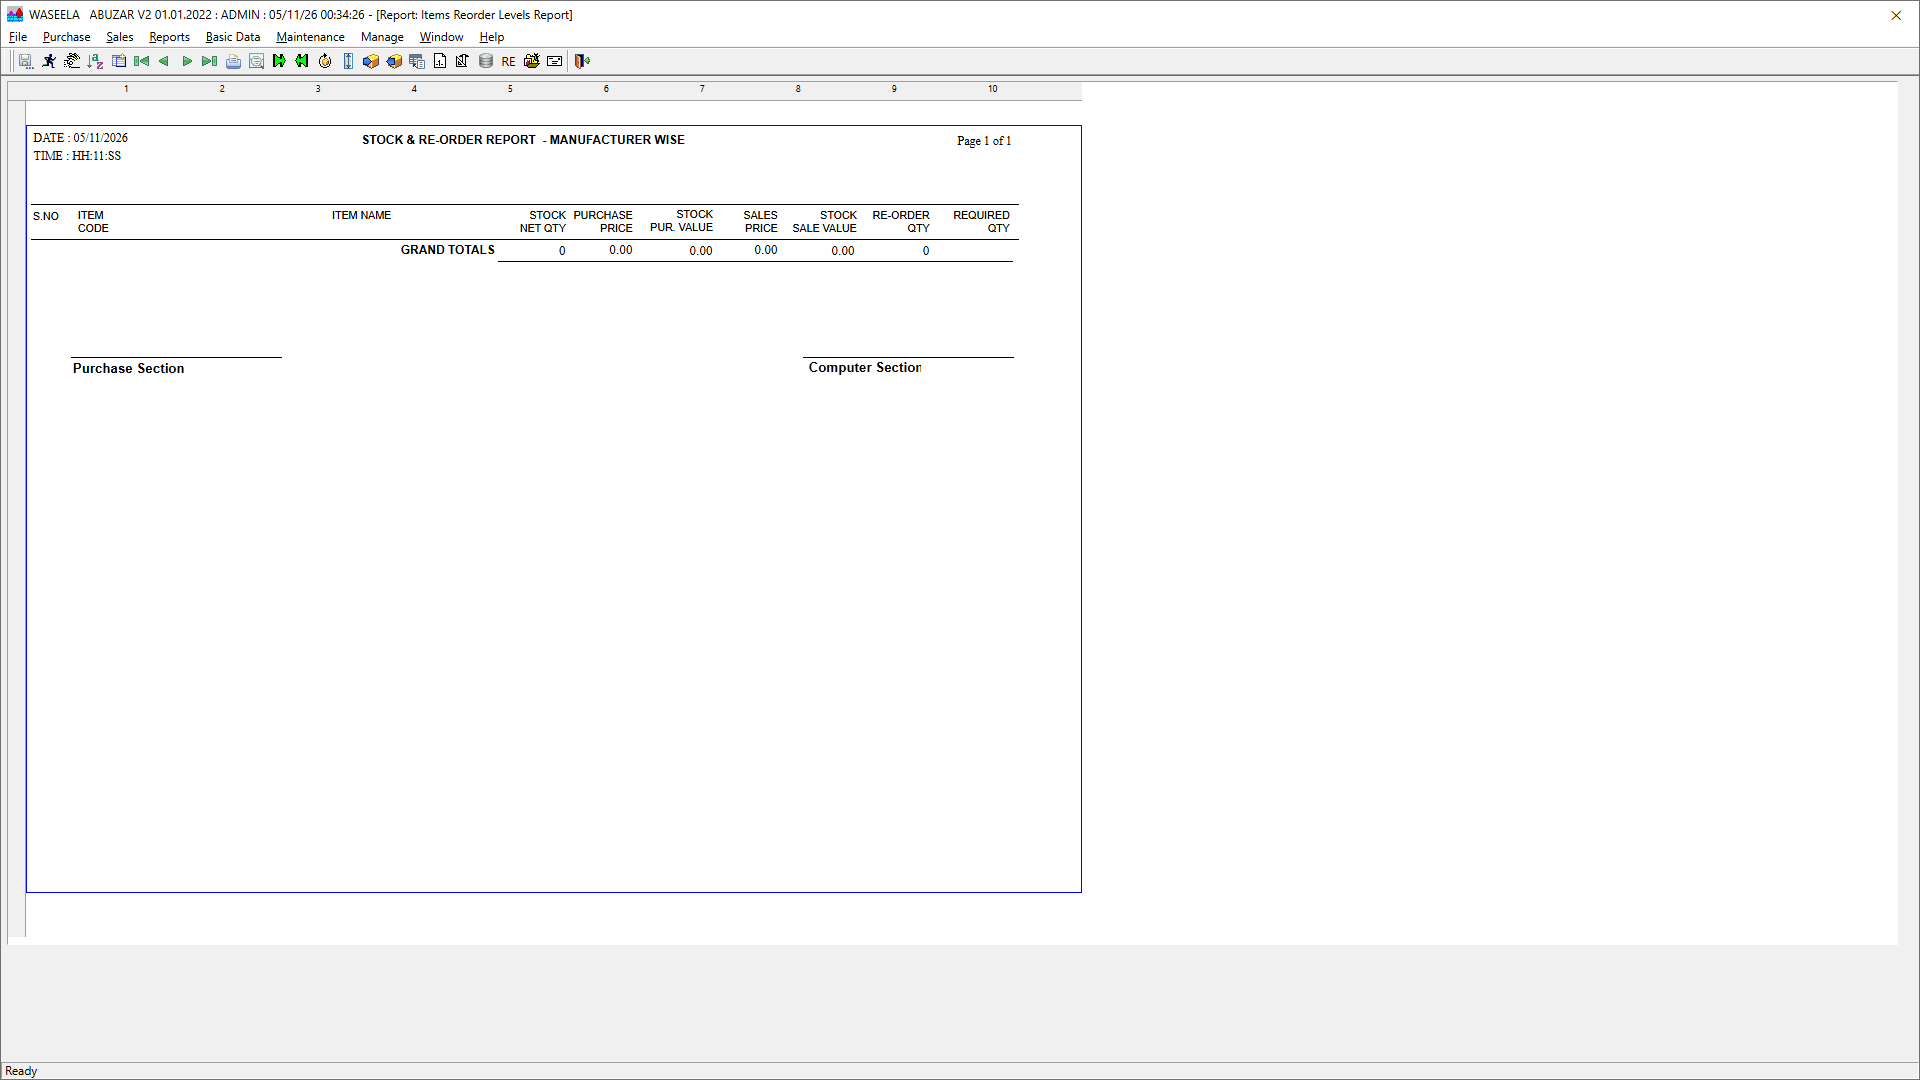 WASEELA   ABUZAR V2 01.01.2022 : ADMIN : 05/11/26 00:34:26 - [Report: Items Reorder Levels Report]
File Purchase Sales Reports Basic Data Maintenance Manage Window Help
RE
1 2 3 4 5 6 7 8 9 10
DATE : 05/11/2026 STOCK & RE-ORDER REPORT  - MANUFACTURER WISE Page 1 of 1
TIME : HH:11:SS
S.NO ITEM ITEM NAME STOCK PURCHASE STOCK SALES STOCK RE-ORDER REQUIRED
CODE NET QTY PRICE PUR. VALUE PRICE SALE VALUE QTY QTY
GRAND TOTALS 0 0.00 0.00 0.00 0.00 0
Purchase Section Computer Section
Ready